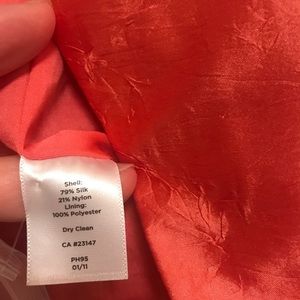 Shell:
79% Silk
21% Nylon
Lining:
100% Polyester
Dry Clean
CA #23147
PH95
01/11